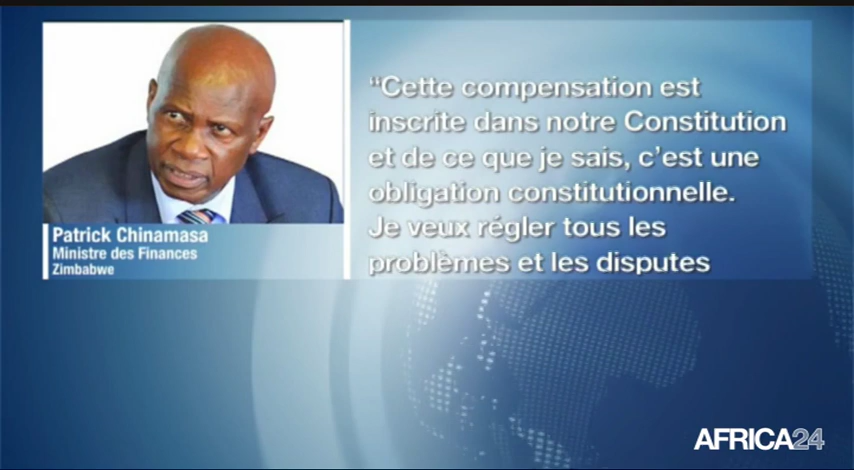 Patrick Chinamasa
Ministre des Finances
Zimbabwe
“Cette compensation est
inscrite dans notre Constitution
et de ce que je sais, c’est une
obligation constitutionnelle.
Je veux régler tous les
problèmes et les disputes
AFRICA24